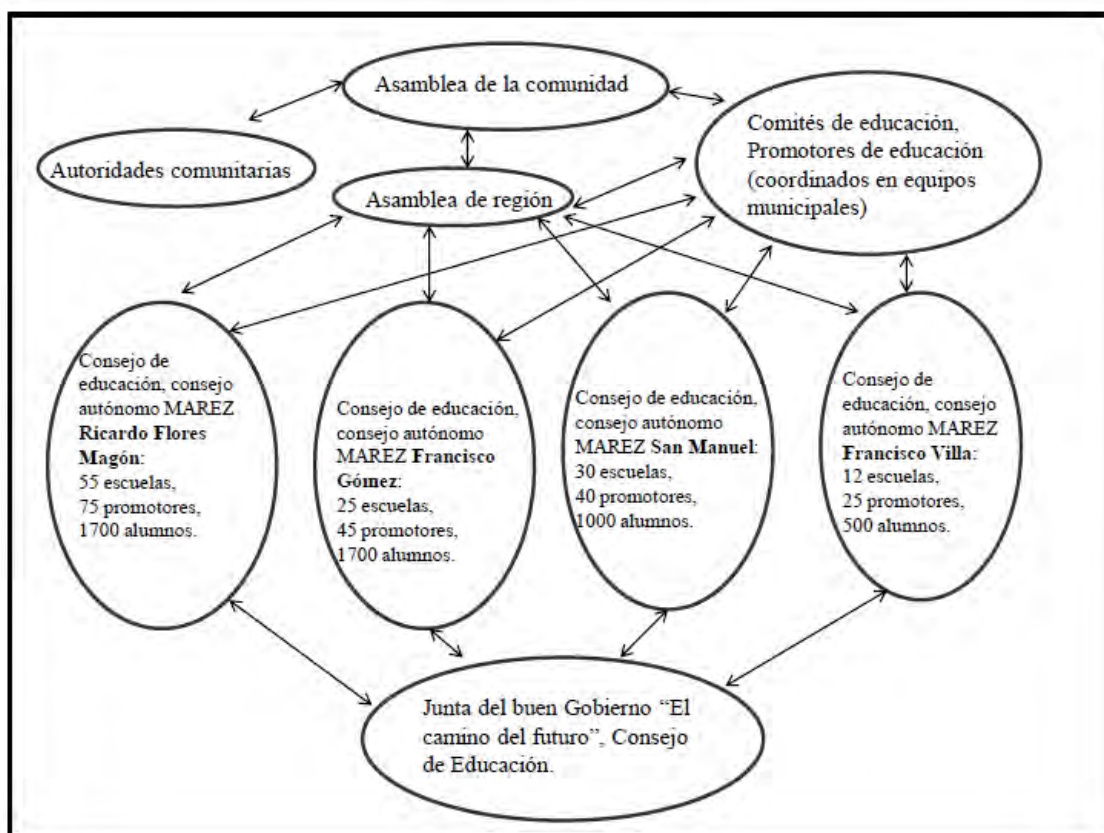 Asamblea de la comunidad
Autoridades comunitarias
Comités de educación,
Promotores de educación
(coordinados en equipos
municipales)
Asamblea de región
Consejo de
educación, consejo
autónomo MAREZ
Ricardo Flores
Magón:
55 escuelas,
75 promotores,
1700 alumnos.
Consejo de educación,
consejo autónomo
MAREZ Francisco
Gómez:
25 escuelas,
45 promotores,
1700 alumnos.
Consejo de educación,
consejo autónomo
MAREZ San Manuel:
30 escuelas,
40 promotores,
1000 alumnos.
Consejo de
educación, consejo
autónomo MAREZ
Francisco Villa:
12 escuelas,
25 promotores,
500 alumnos.
Junta del buen Gobierno “El
camino del futuro”, Consejo
de Educación.